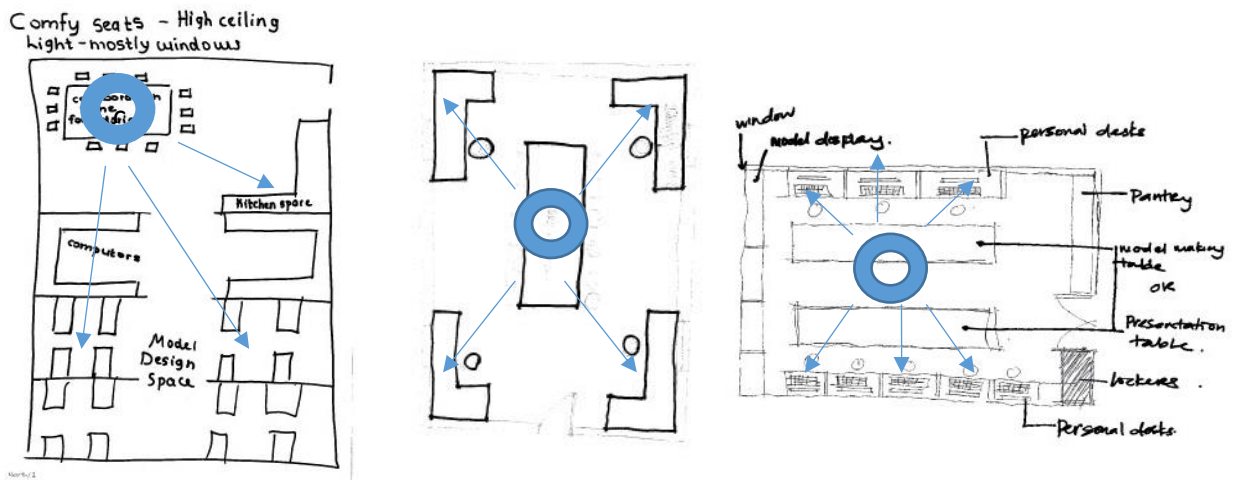 Comfy seats - High ceiling
Light-mostly windows
Kitchen space
computers
Model
Design
Space
window
model display.
personal desks
pantry
model making
table
OR
Presentation
table.
lockers.
Personal desks.